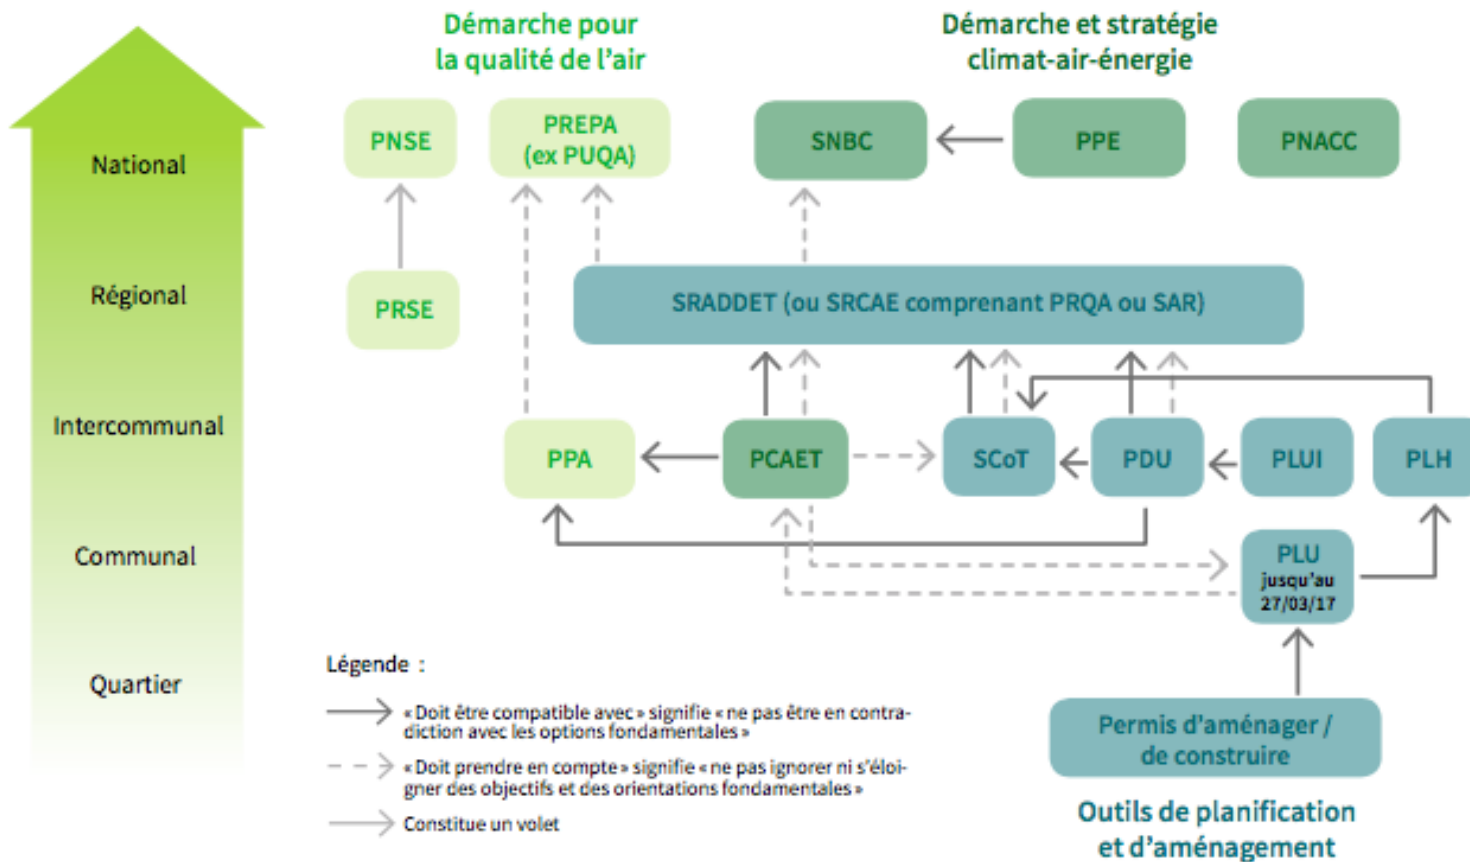 Démarche pour
la qualité de l'air
Démarche et stratégie
climat-air-énergie
National
PNSE
PREPA
(ex PUQA)
SNBC
PPE
PNACC
Régional
PRSE
SRADDET (ou SRCAE comprenant PRQA ou SAR)
Intercommunal
PPA
PCAET
SCoT
PDU
PLUI
PLH
Communal
PLU
jusqu'au
27/03/17
Quartier
Légende :
« Doit être compatible avec » signifie « ne pas être en contra-
diction avec les options fondamentales »
« Doit prendre en compte » signifie « ne pas ignorer ni s'éloi-
gner des objectifs et des orientations fondamentales »
Constitue un volet
Permis d'aménager /
de construire
Outils de planification
et d'aménagement